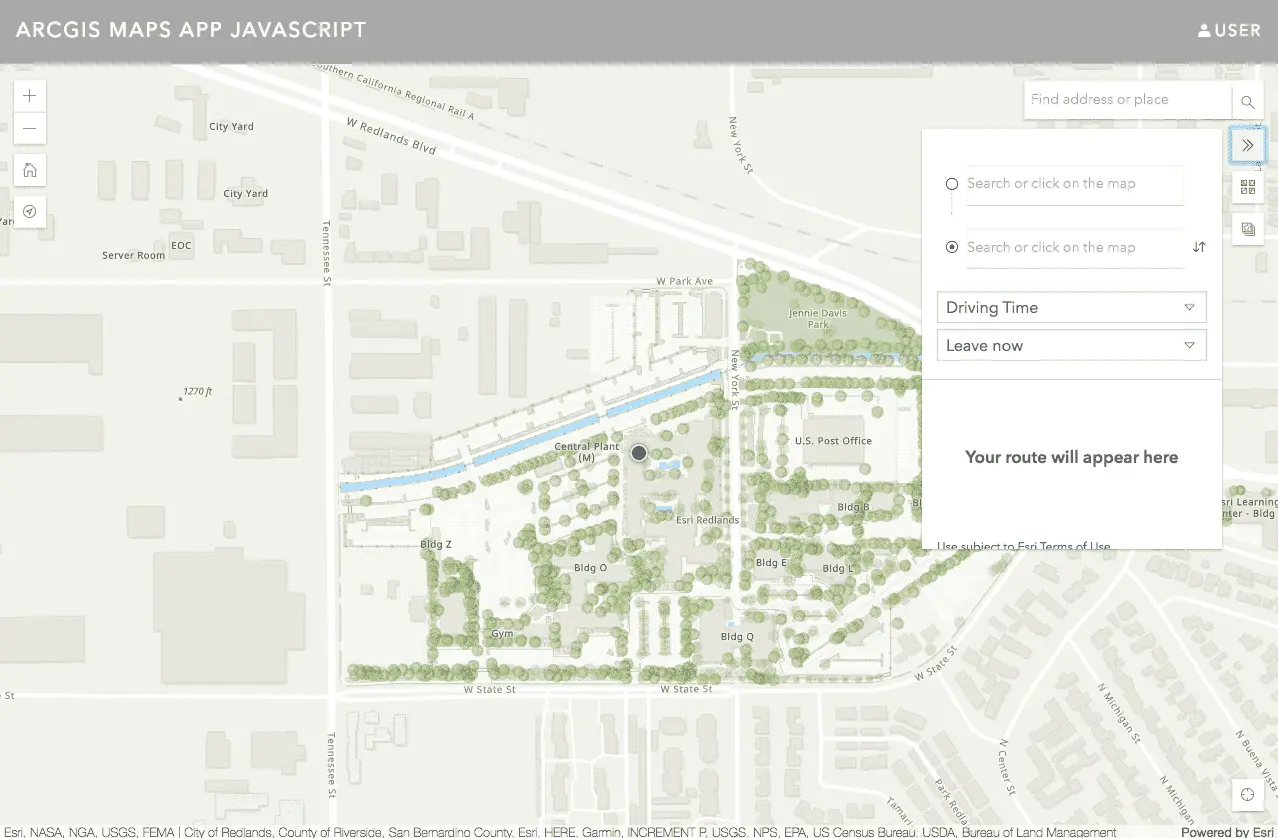 ARCGIS MAPS APP JAVASCRIPT
USER
Find address or place
Search or click on the map
Search or click on the map
Driving Time
Leave now
Your route will appear here
Use subject to Esri Terms of Use
Southern California Regional Rail A
W Redlands Blvd
New York St
City Yard
City Yard
EOC
Server Room
Tennessee St
W Park Ave
Jennie Davis
Park
1270 ft
New York St
Central Plant
(M)
U.S. Post Office
Esri Redlands
Bldg B
Esri Learning
Center - Bldg
Bldg Z
Bldg O
Bldg E
Bldg L
Gym
Bldg Q
W State St
St
W State St
W State St
Tennessee St
N Michigan St
N Center St
N Buena Vista
N Michigan St
Park Redla
Tamar
Esri, NASA, NGA, USGS, FEMA | City of Redlands, County of Riverside, San Bernardino County, Esri, HERE, Garmin, INCREMENT P, USGS, NPS, EPA, US Census Bureau, USDA, Bureau of Land Management
Powered by Esri